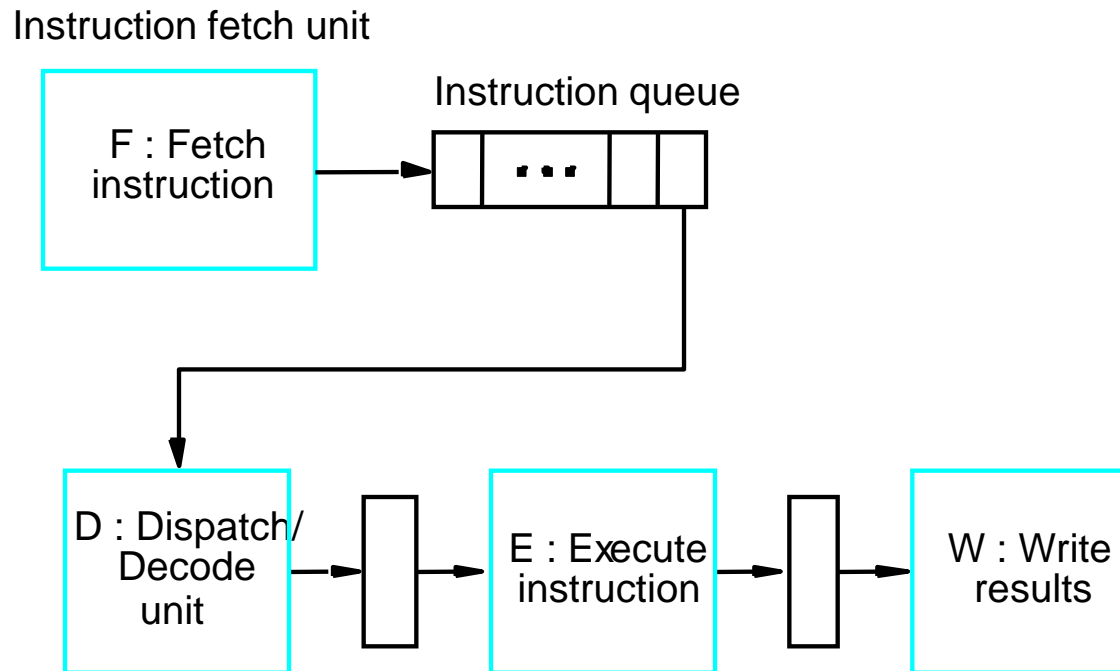 Instruction fetch unit
F : Fetch
instruction
Instruction queue
D : Dispatch/
Decode
unit
E : Execute
instruction
W : Write
results